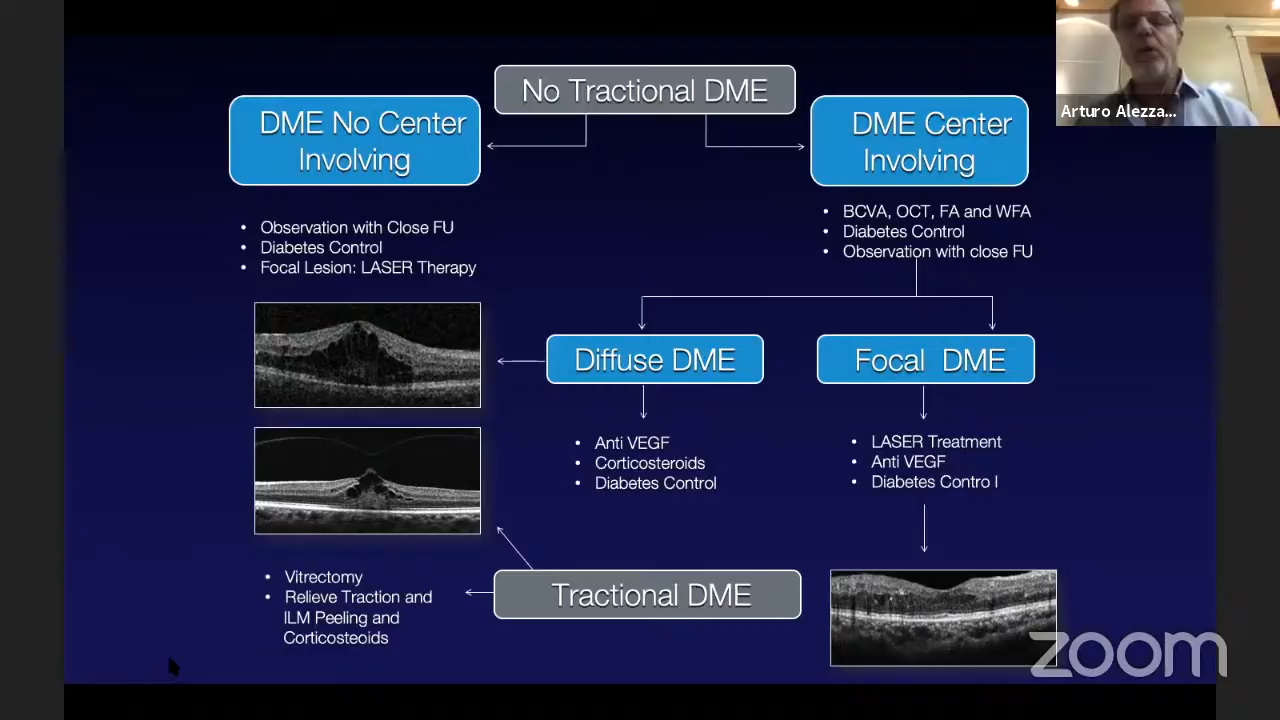 No Tractional DME
DME No Center
Involving
DME Center
Involving
• Observation with Close FU
• Diabetes Control
• Focal Lesion: LASER Therapy
• BCVA, OCT, FA and WFA
• Diabetes Control
• Observation with close FU
Diffuse DME
Focal DME
• Anti VEGF
• Corticosteroids
• Diabetes Control
• LASER Treatment
• Anti VEGF
• Diabetes Contro l
Tractional DME
• Vitrectomy
• Relieve Traction and
ILM Peeling and
Corticosteoids
Arturo Alezza...
zoom